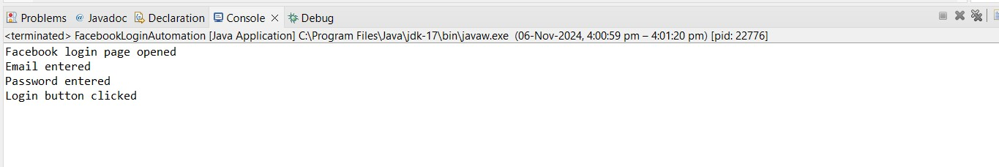 Problems @ Javadoc Declaration Console Debug
<terminated> FacebookLoginAutomation [Java Application] C:\Program Files\Java\jdk-17\bin\javaw.exe (06-Nov-2024, 4:00:59 pm – 4:01:20 pm) [pid: 22776]
Facebook login page opened
Email entered
Password entered
Login button clicked